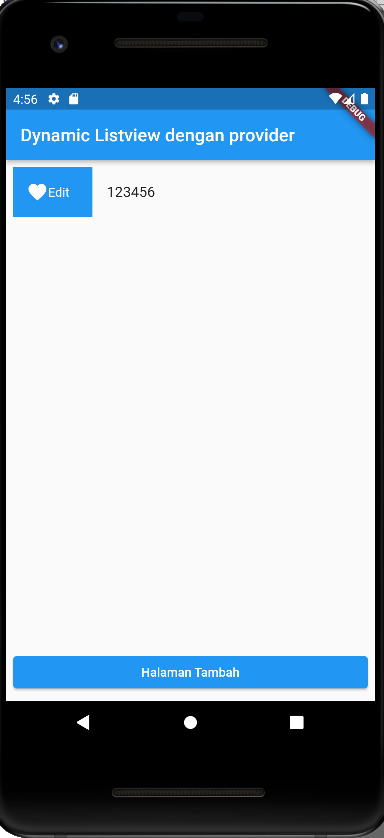 4:56
DEBUG
Dynamic Listview dengan provider
Edit
123456
Halaman Tambah